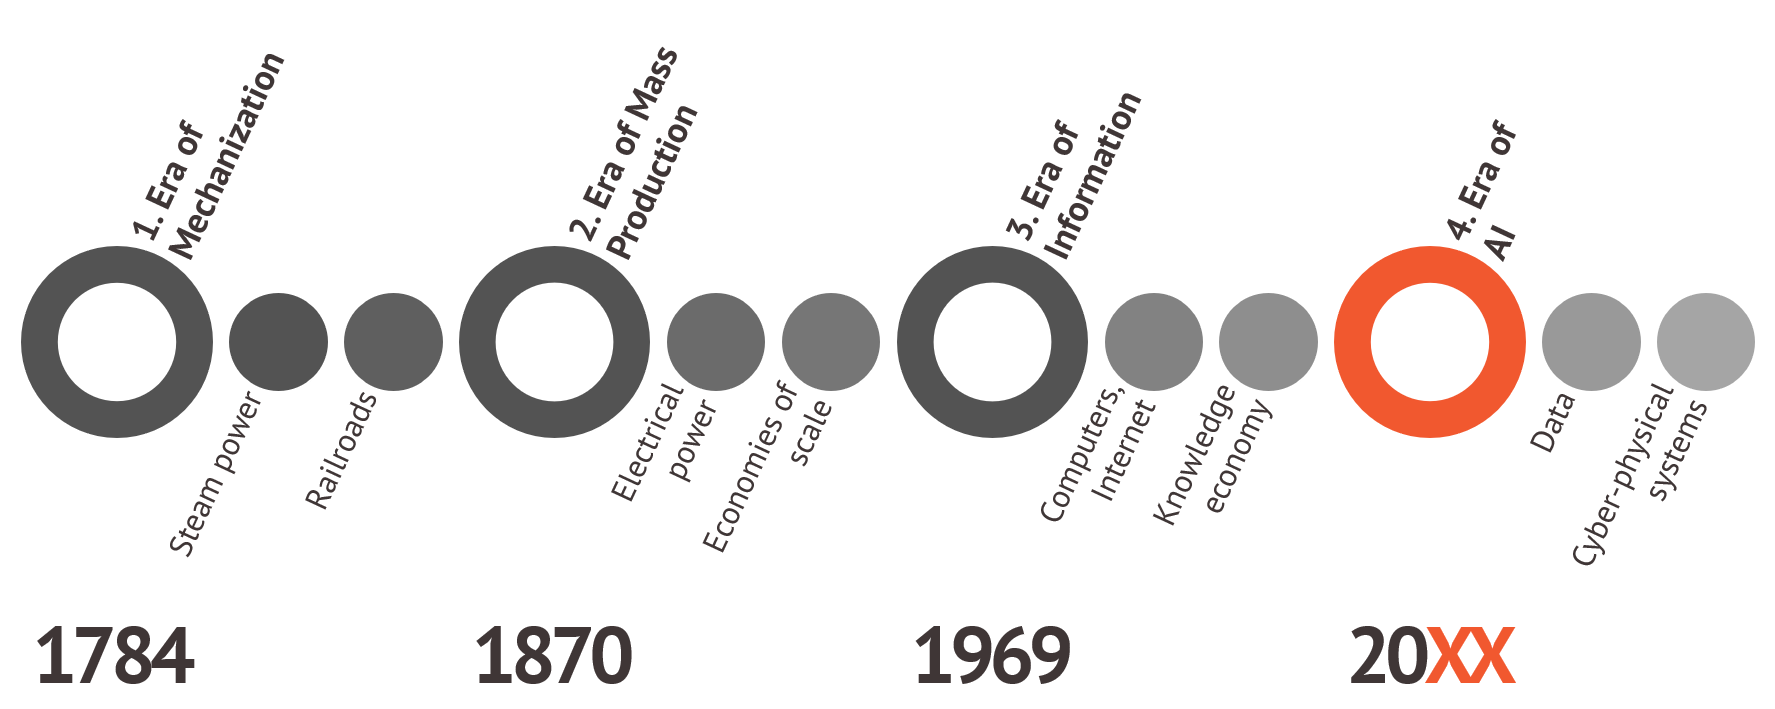 1. Era of
Mechanization
Steam power
Railroads
1784
2. Era of Mass
Production
Electrical
power
Economies of
scale
1870
3. Era of
Information
Computers,
Internet
Knowledge
economy
1969
4. Era of
AI
Data
Cyber-physical
systems
20XX